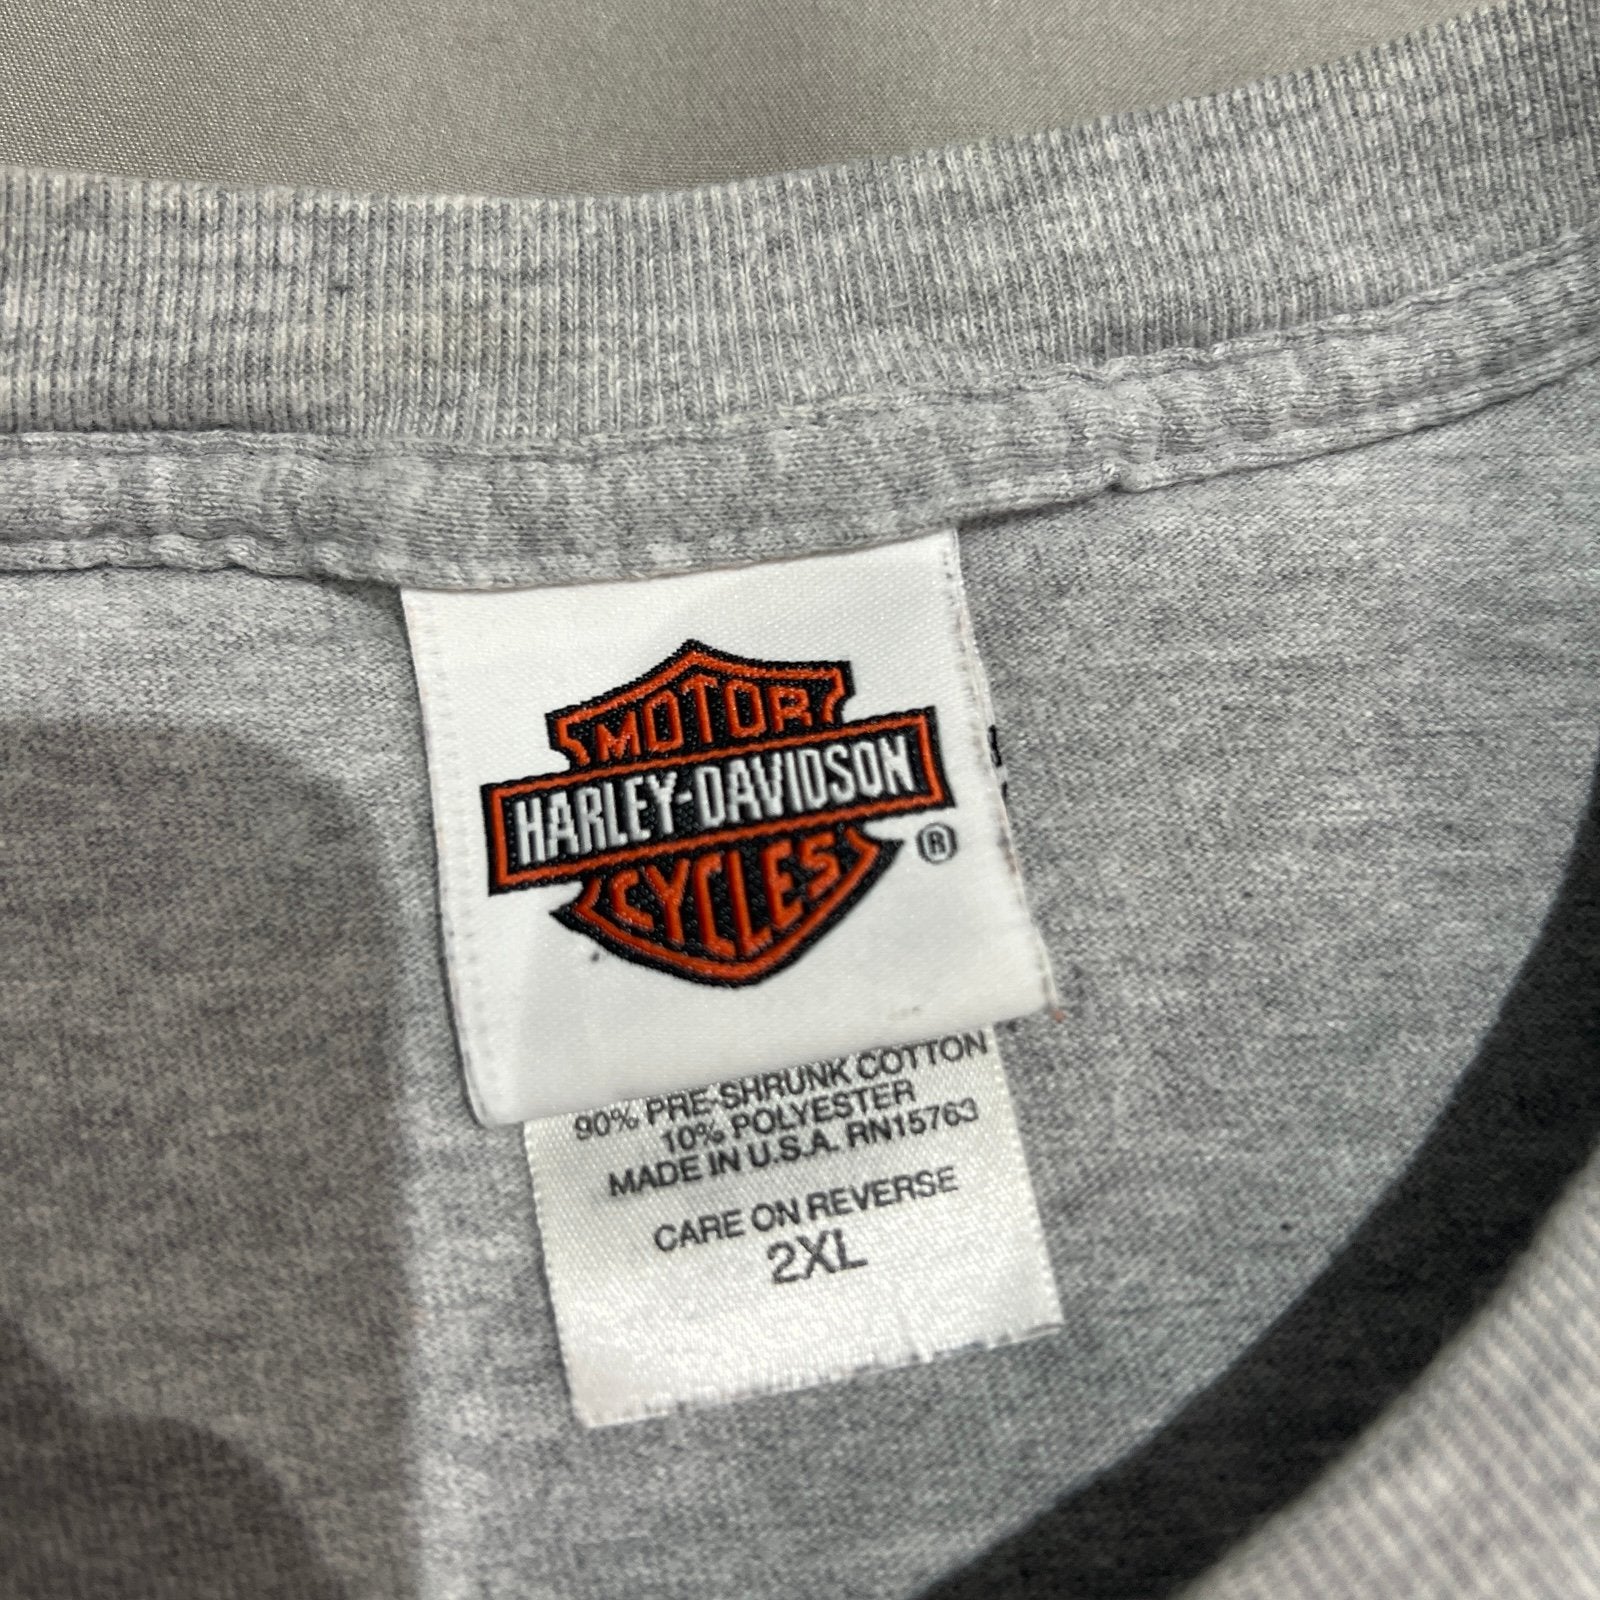 MOTOR
HARLEY-DAVIDSON
®
CYCLES
90% PRE-SHRUNK COTTON
10% POLYESTER
MADE IN U.S.A. RN15763
CARE ON REVERSE
2XL